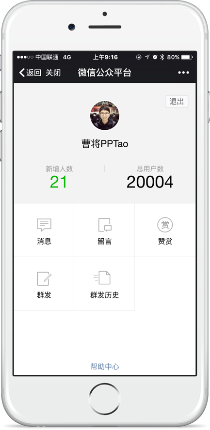 中国联通 4G 上午9:16 80%
返回 关闭 微信公众平台
退出
曹将PPTao
新增人数 总用户数
21 20004
消息 留言 赞赏
群发 群发历史
帮助中心